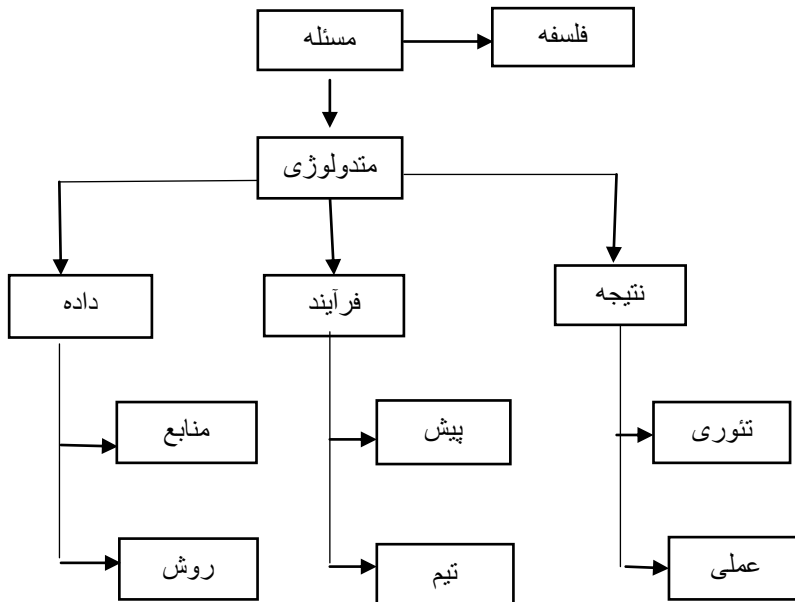 مسئله
فلسفه
متدولوژی
نتیجه
فرآیند
داده
تئوری
پیش
منابع
عملی
تیم
روش